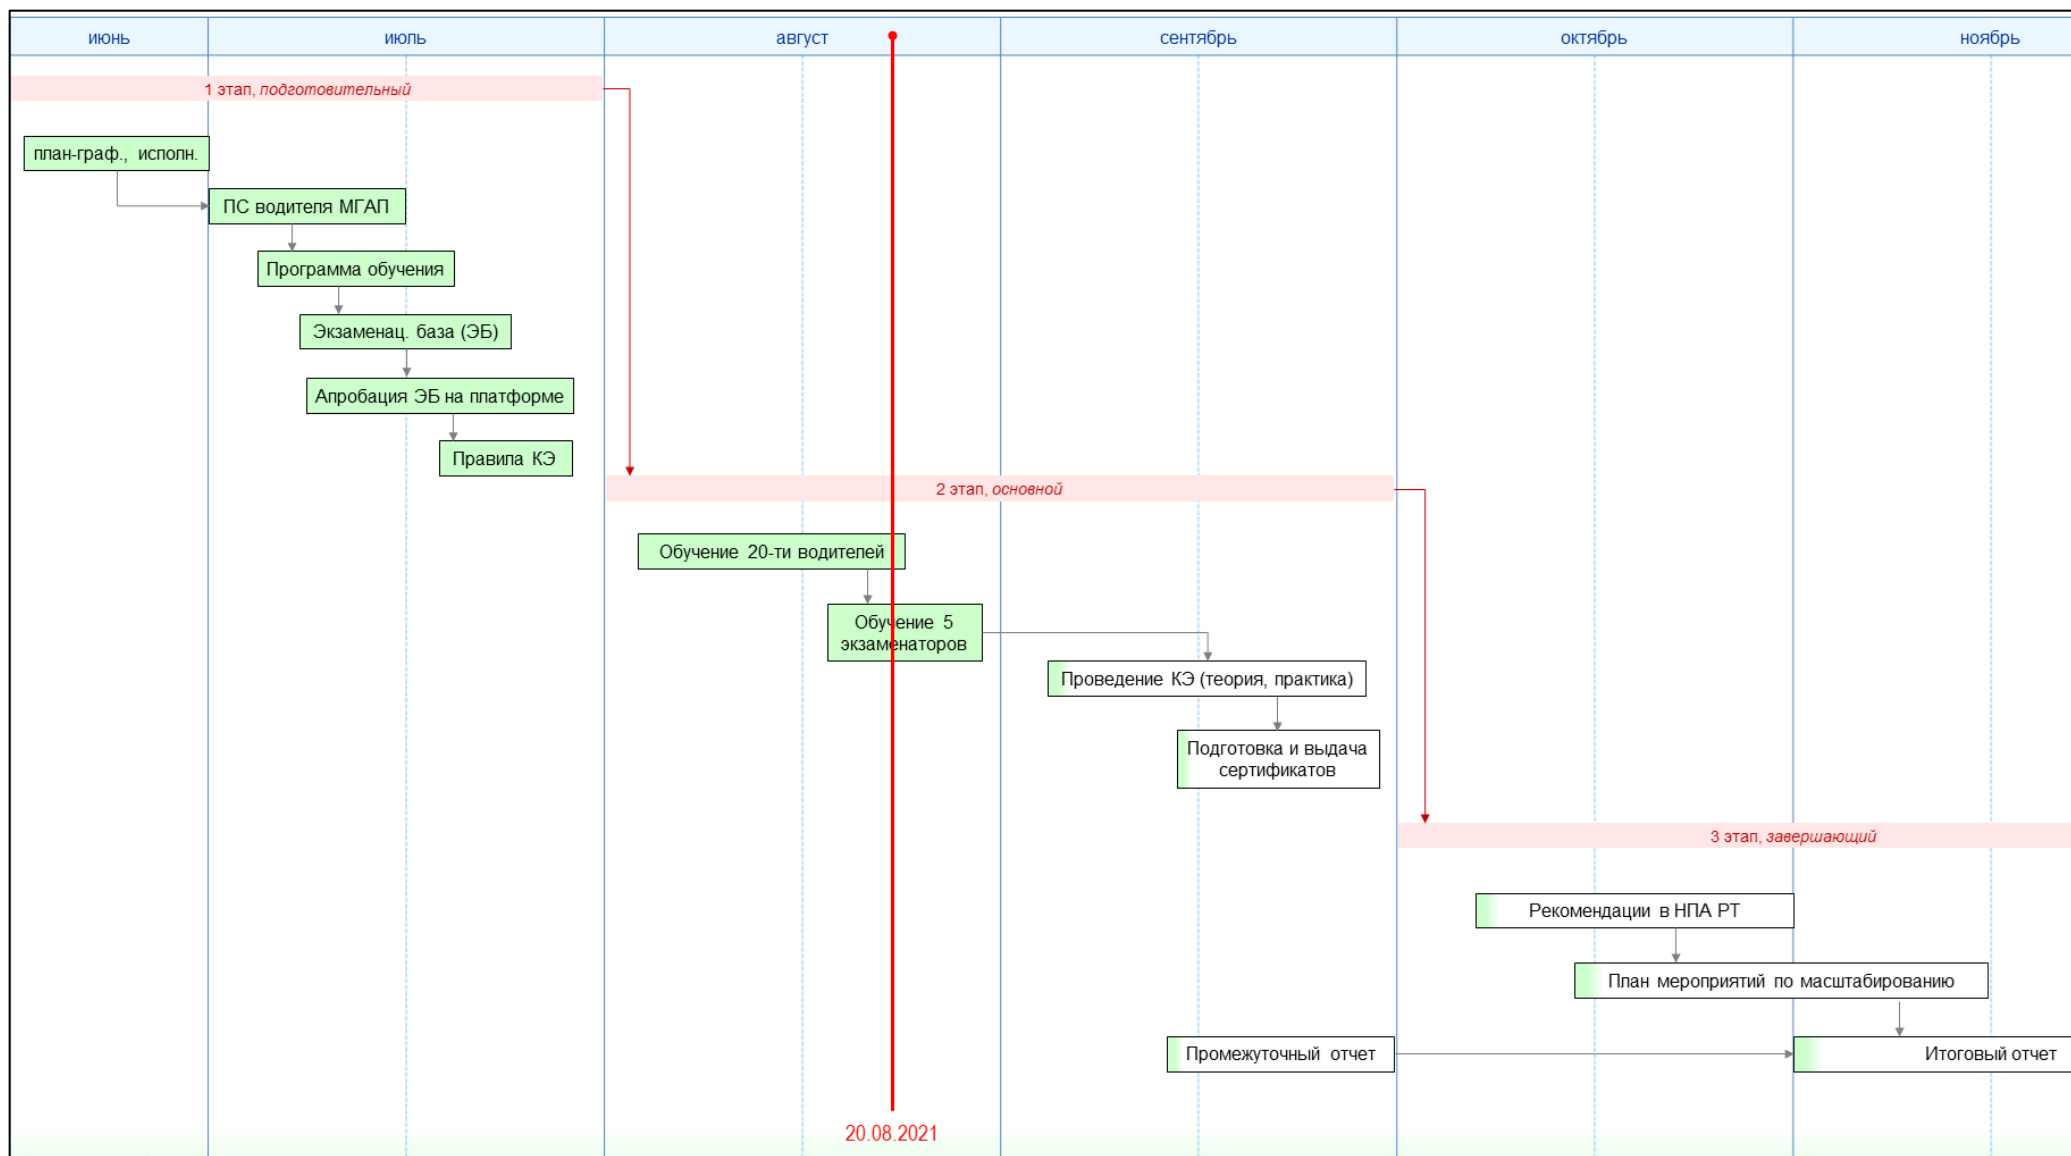 июнь
июль
август
сентябрь
октябрь
ноябрь
1 этап, подготовительный
план-граф., исполн.
ПС водителя МГАП
Программа обучения
Экзаменац. база (ЭБ)
Апробация ЭБ на платформе
Правила КЭ
2 этап, основной
Обучение 20-ти водителей
Обучение 5
экзаменаторов
Проведение КЭ (теория, практика)
Подготовка и выдача
сертификатов
3 этап, завершающий
Рекомендации в НПА РТ
План мероприятий по масштабированию
Промежуточный отчет
Итоговый отчет
20.08.2021